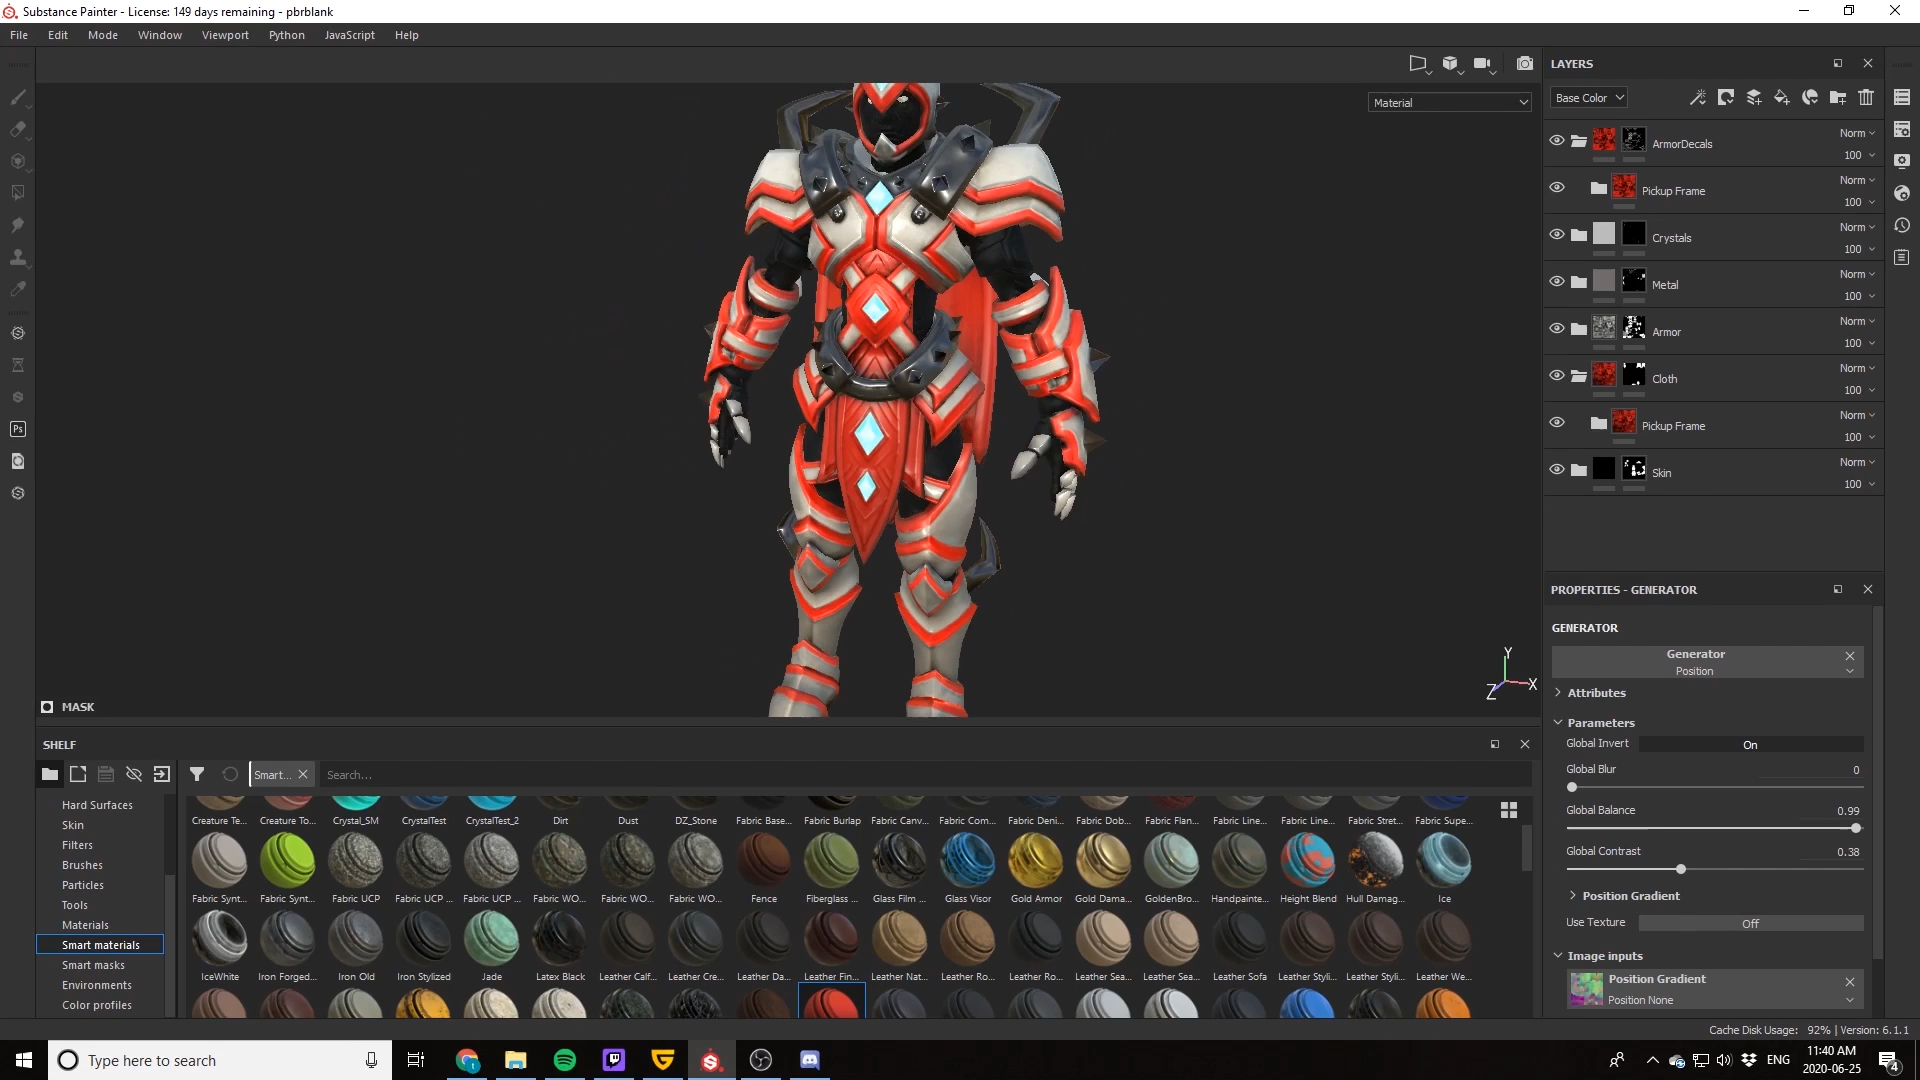 Substance Painter - License: 149 days remaining - pbrblank
File Edit Mode Window Viewport Python JavaScript Help
Material
LAYERS
Base Color
ArmorDecals Norm 100
Pickup Frame Norm 100
Crystals Norm 100
Metal Norm 100
Armor Norm 100
Cloth Norm 100
Pickup Frame Norm 100
Skin Norm 100
Y
X
Z
MASK
PROPERTIES - GENERATOR
GENERATOR
Generator
Position
Attributes
Parameters
Global Invert On
Global Blur 0
Global Balance 0.99
Global Contrast 0.38
Position Gradient
Use Texture Off
Image inputs
Position Gradient
Position None
SHELF
Smart...
Search...
Hard Surfaces
Skin
Filters
Brushes
Particles
Tools
Materials
Smart materials
Smart masks
Environments
Color profiles
Creature Te... Creature To... Crystal_SM CrystalTest CrystalTest_2 Dirt Dust DZ_Stone Fabric Base... Fabric Burlap Fabric Canv... Fabric Com... Fabric Deni... Fabric Dob... Fabric Flan... Fabric Line... Fabric Line... Fabric Stret... Fabric Supe...
Fabric Synt... Fabric Synt... Fabric UCP Fabric UCP ... Fabric UCP ... Fabric WO... Fabric WO... Fabric WO... Fence Fiberglass ... Glass Film ... Glass Visor Gold Armor Gold Dama... GoldenBro... Handpainte... Height Blend Hull Damag... Ice
IceWhite Iron Forged... Iron Old Iron Stylized Jade Latex Black Leather Calf... Leather Cre... Leather Da... Leather Fin... Leather Nat... Leather Ro... Leather Ro... Leather Sea... Leather Sea... Leather Sofa Leather Styli... Leather Styli... Leather We...
Cache Disk Usage: 92% | Version: 6.1.1
Type here to search
Ps
ENG
11:40 AM
2020-06-25
4